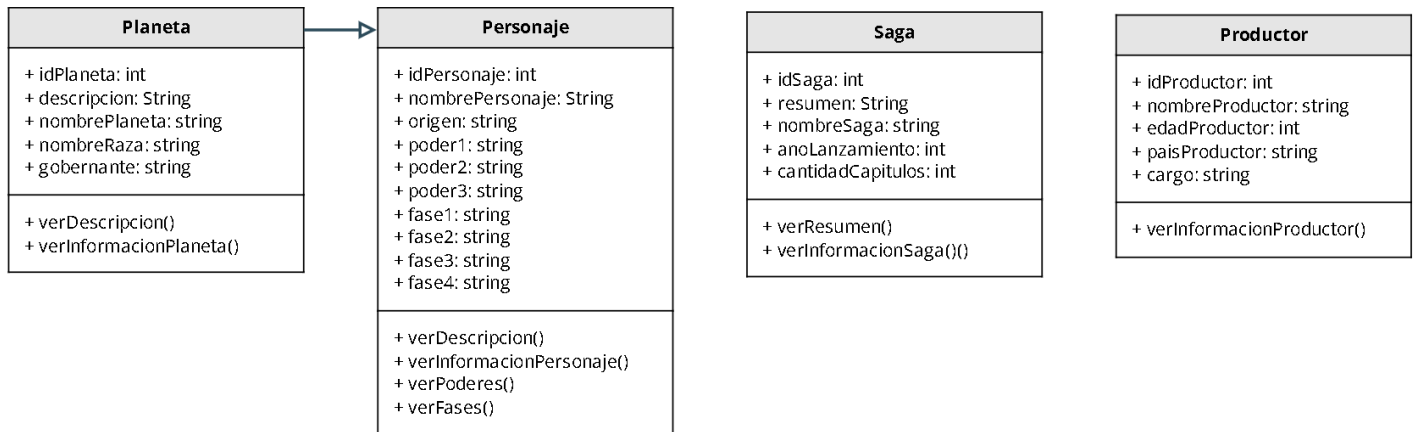 Planeta
+ idPlaneta: int
+ descripcion: String
+ nombrePlaneta: string
+ nombreRaza: string
+ gobernante: string
+ verDescripcion()
+ verInformacionPlaneta()
Personaje
+ idPersonaje: int
+ nombrePersonaje: String
+ origen: string
+ poder1: string
+ poder2: string
+ poder3: string
+ fase1: string
+ fase2: string
+ fase3: string
+ fase4: string
+ verDescripcion()
+ verInformacionPersonaje()
+ verPoderes()
+ verFases()
Saga
+ idSaga: int
+ resumen: String
+ nombreSaga: string
+ anoLanzamiento: int
+ cantidadCapitulos: int
+ verResumen()
+ verInformacionSaga()()
Productor
+ idProductor: int
+ nombreProductor: string
+ edadProductor: int
+ paisProductor: string
+ cargo: string
+ verInformacionProductor()